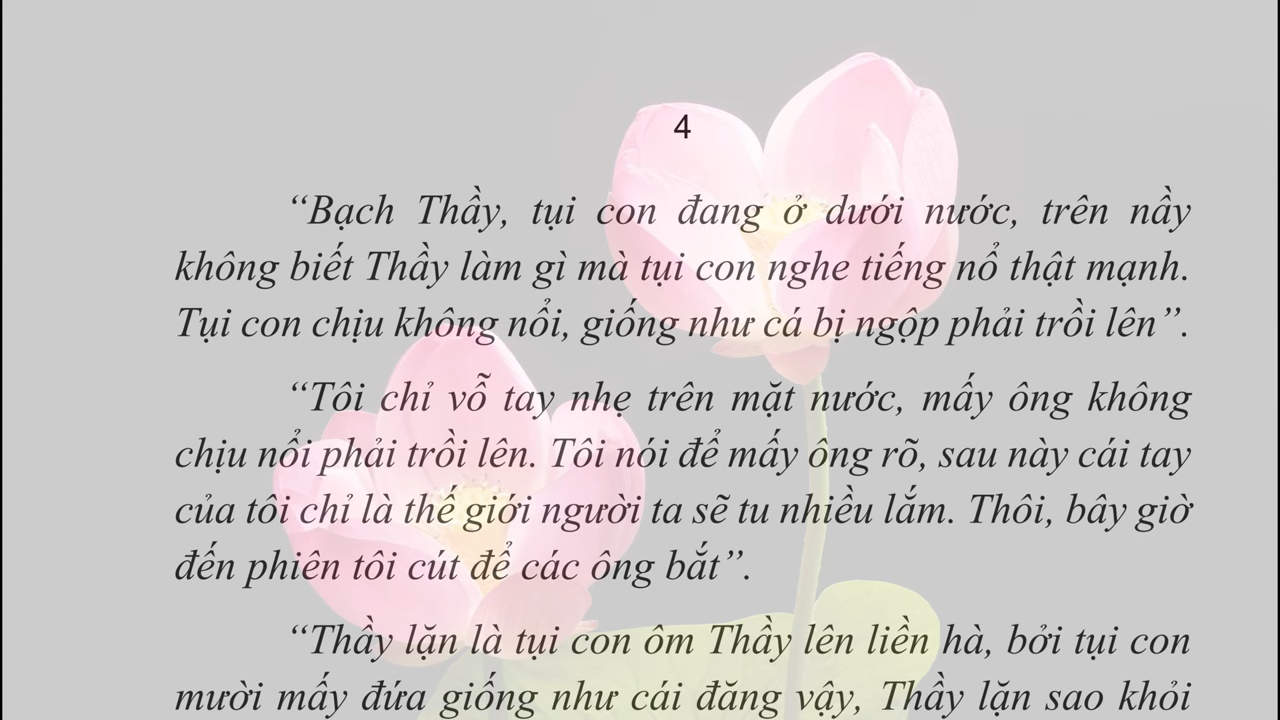 4
“Bạch Thầy, tụi con đang ở dưới nước, trên nầy
không biết Thầy làm gì mà tụi con nghe tiếng nổ thật mạnh.
Tụi con chịu không nổi, giống như cá bị ngộp phải trồi lên”.
“Tôi chỉ vỗ tay nhẹ trên mặt nước, mấy ông không
chịu nổi phải trồi lên. Tôi nói để mấy ông rõ, sau này cái tay
của tôi chỉ là thế giới người ta sẽ tu nhiều lắm. Thôi, bây giờ
đến phiên tôi cút để các ông bắt”.
“Thầy lặn là tụi con ôm Thầy lên liền hà, bởi tụi con
mười mấy đứa giống như cái đăng vậy, Thầy lặn sao khỏi